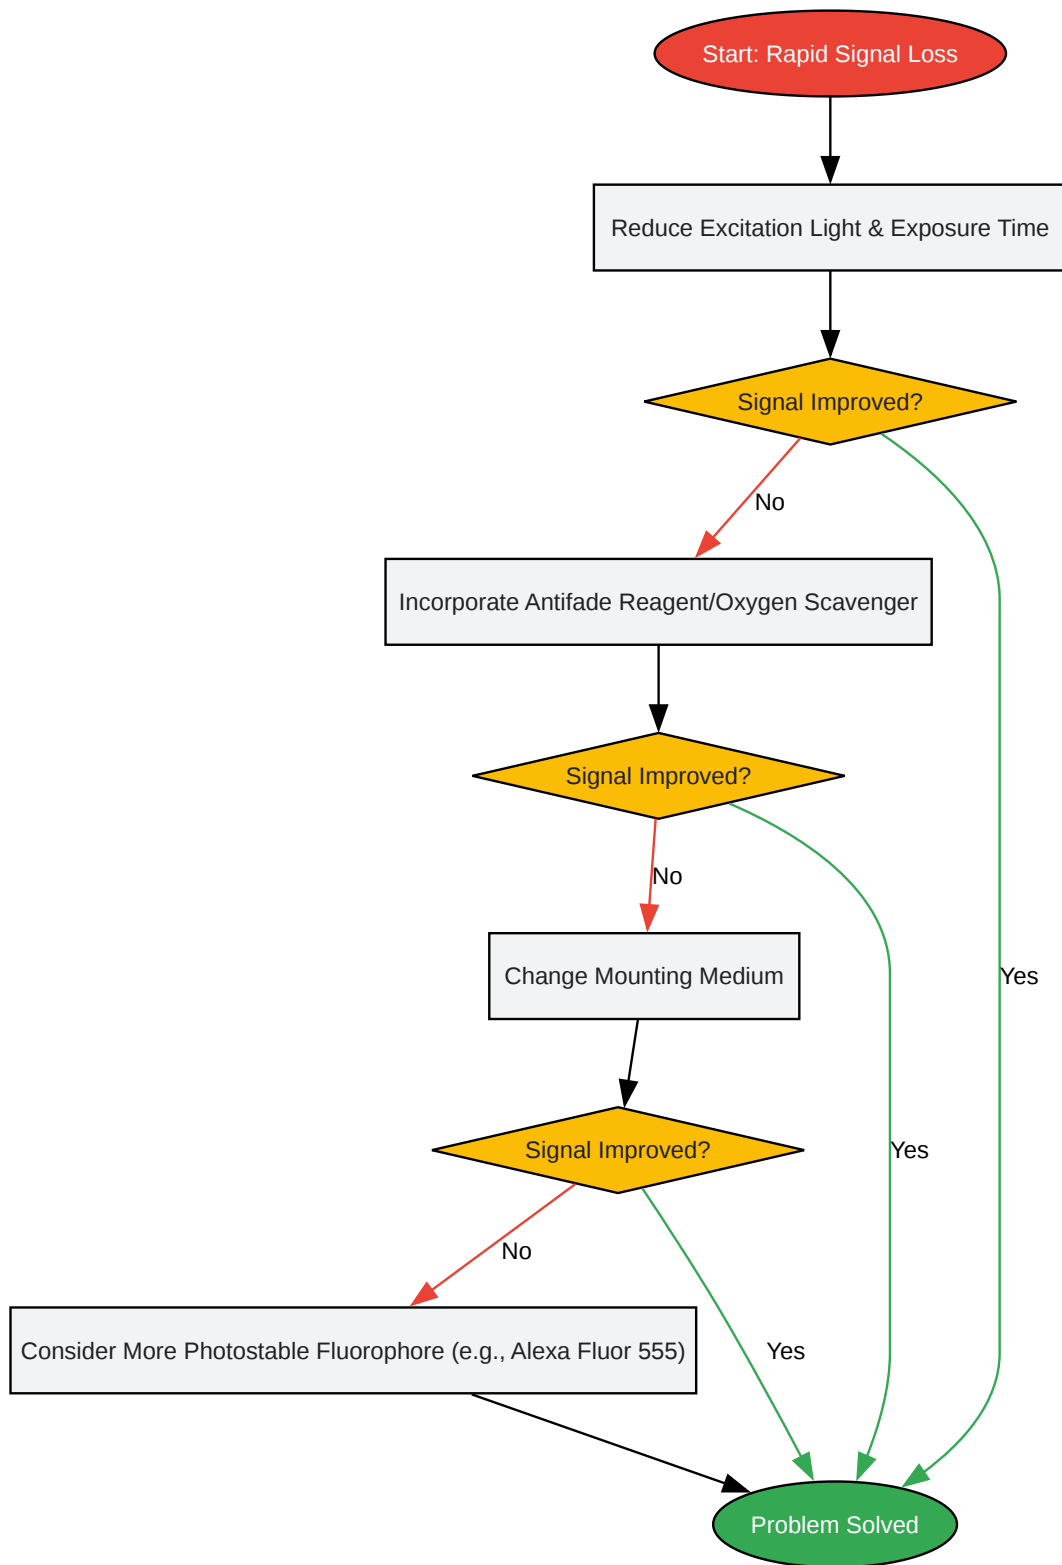 Start: Rapid Signal Loss
Reduce Excitation Light & Exposure Time
Signal Improved?
No
Incorporate Antifade Reagent/Oxygen Scavenger
Signal Improved?
No
Change Mounting Medium
Yes
Signal Improved?
Yes
No
Consider More Photostable Fluorophore (e.g., Alexa Fluor 555)
Yes
Problem Solved